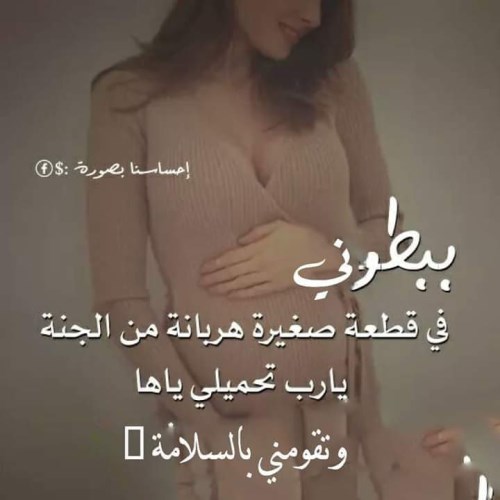 إحساسنا بصورة :$ⓕ
ببطوني
في قطعة صغيرة هربانة من الجنة
يارب تحميلي ياها
وتقومني بالسلامة▯